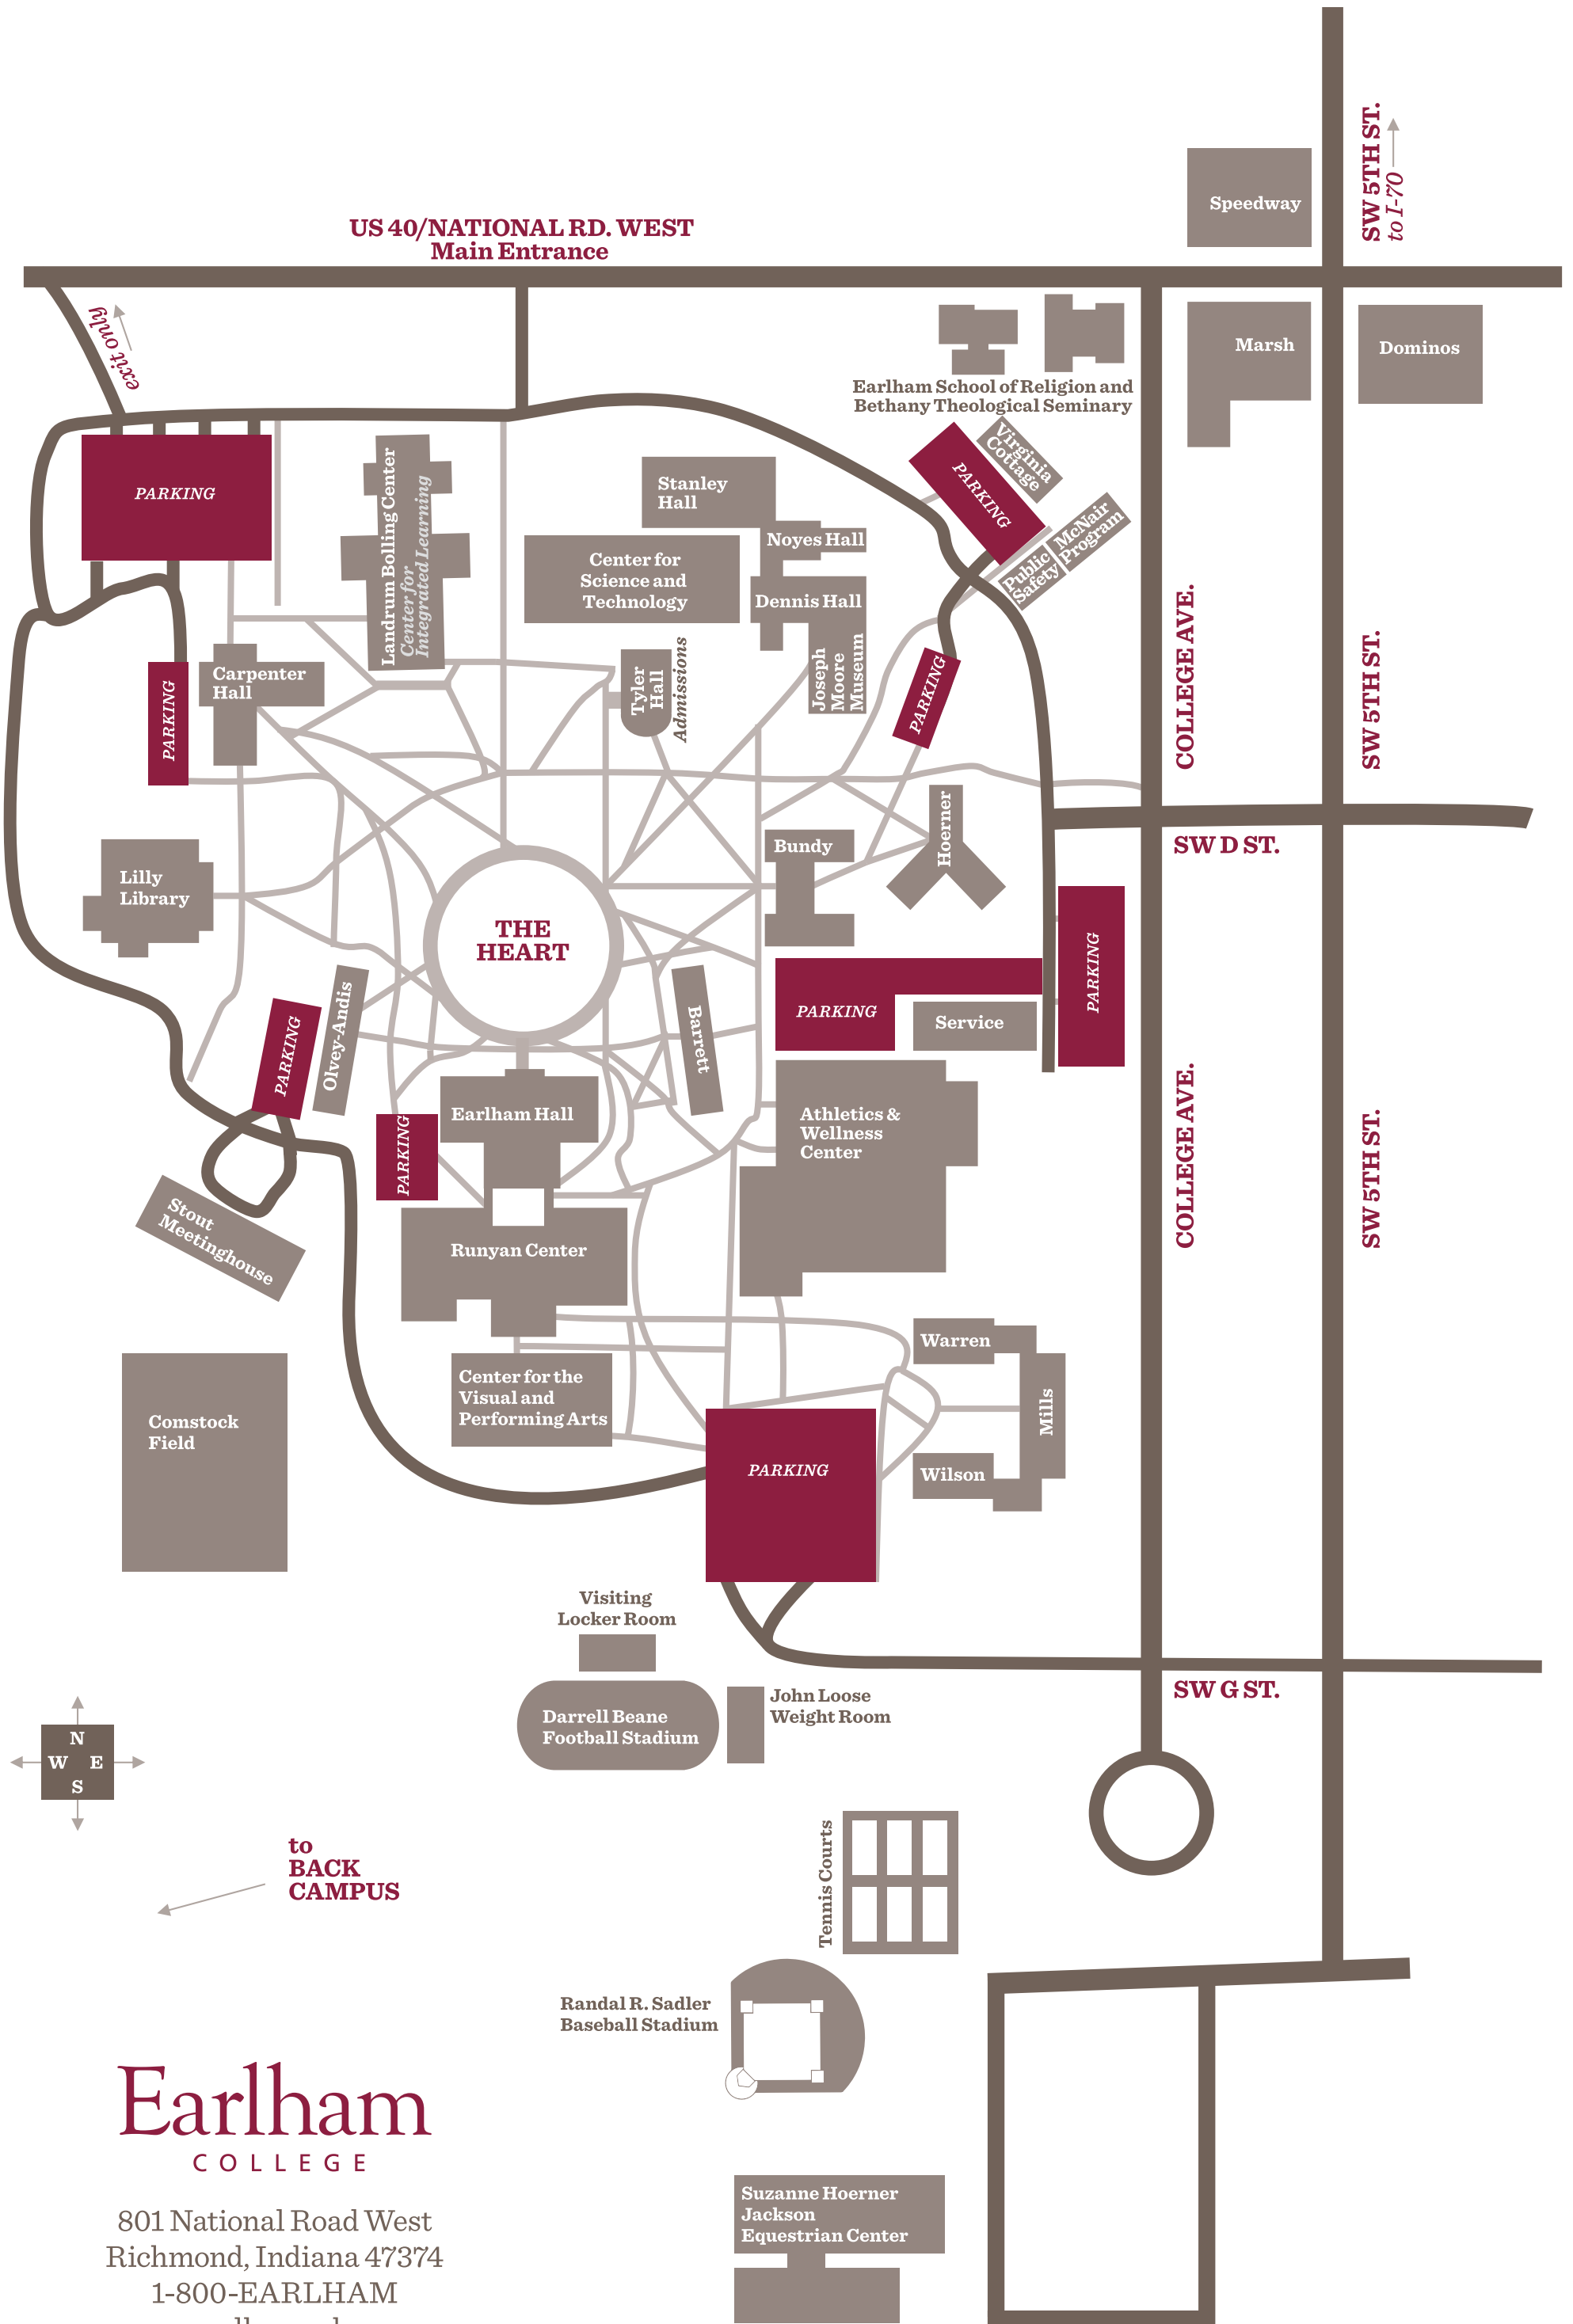 SW 5TH ST.
to I-70
Speedway
US 40/NATIONAL RD. WEST
Main Entrance
exit only
Marsh
Dominos
Earlham School of Religion and
Bethany Theological Seminary
Virginia
Cottage
PARKING
McNair
Program
Public
Safety
PARKING
Landrum Bolling Center
Center for
Integrated Learning
Stanley
Hall
Noyes Hall
Center for
Science and
Technology
Dennis Hall
Joseph
Moore
Museum
Tyler
Hall
Admissions
PARKING
Carpenter
Hall
PARKING
COLLEGE AVE.
SW 5TH ST.
SW D ST.
Hoerner
Bundy
Lilly
Library
THE
HEART
PARKING
PARKING
Service
Barrett
Olvey-Andis
PARKING
Earlham Hall
PARKING
Athletics &
Wellness
Center
COLLEGE AVE.
SW 5TH ST.
Stout
Meetinghouse
Runyan Center
Warren
Mills
Wilson
Center for the
Visual and
Performing Arts
Comstock
Field
PARKING
Visiting
Locker Room
Darrell Beane
Football Stadium
John Loose
Weight Room
SW G ST.
N
W E
S
to
BACK
CAMPUS
Tennis Courts
Randal R. Sadler
Baseball Stadium
Earlham
COLLEGE
801 National Road West
Richmond, Indiana 47374
1-800-EARLHAM
Suzanne Hoerner
Jackson
Equestrian Center